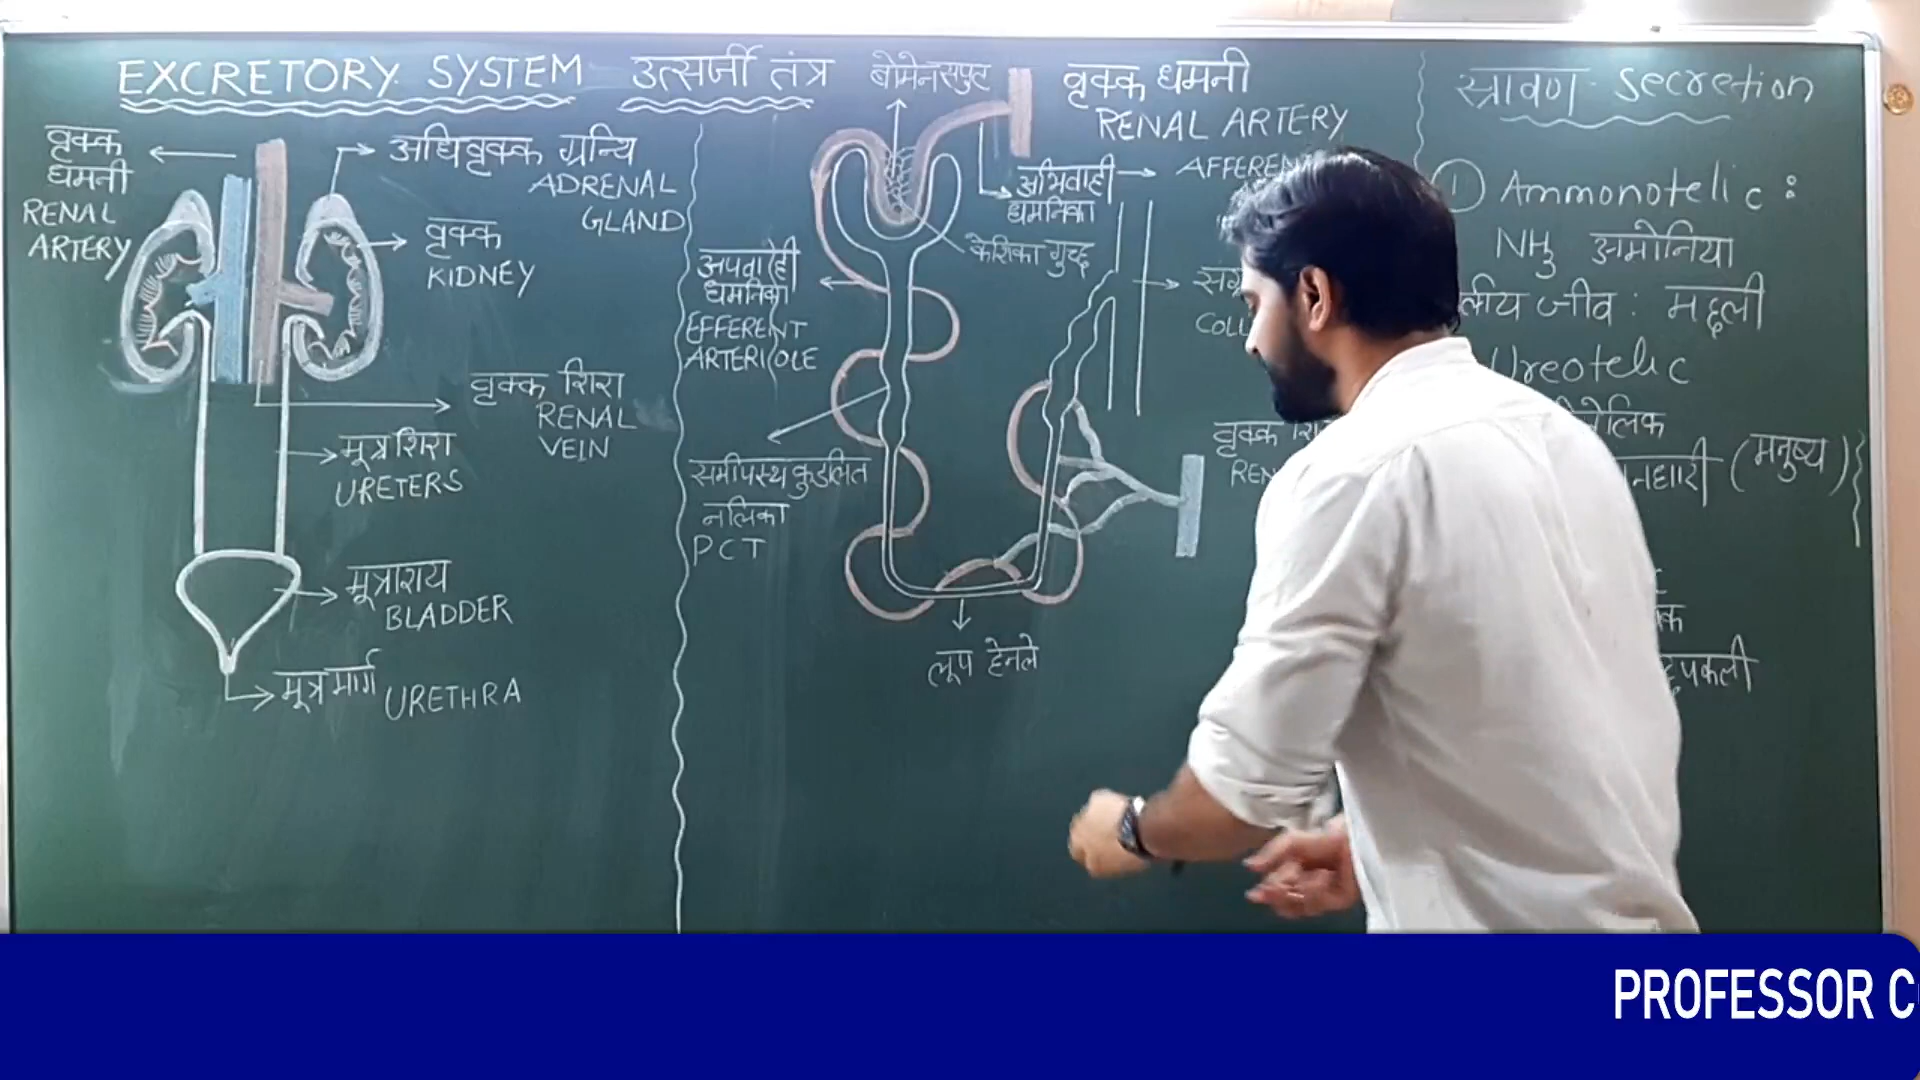 EXCRETORY SYSTEM उत्सर्जी तंत्र
वृक्क
धमनी
RENAL
ARTERY
अधिवृक्क ग्रन्थि
ADRENAL
GLAND
वृक्क
KIDNEY
वृक्क शिरा
RENAL
VEIN
मूत्र शिरा
URETERS
मूत्राशय
BLADDER
मूत्र मार्ग URETHRA
बोमेन सपुट
वृक्क धमनी
RENAL ARTERY
अभिवाही
धमनिका
केशिका गुच्छ
अपवाही
धमनिका
EFFERENT
ARTERIOLE
समीपस्थ कुडलित
नलिका
PCT
लूप हेनले
वृक्क
स्त्रावण Secretion
① Ammonotelic :
NH3 अमोनिया
जीव : मछली
Ureotelic
(मनुष्य)
PROFESSOR